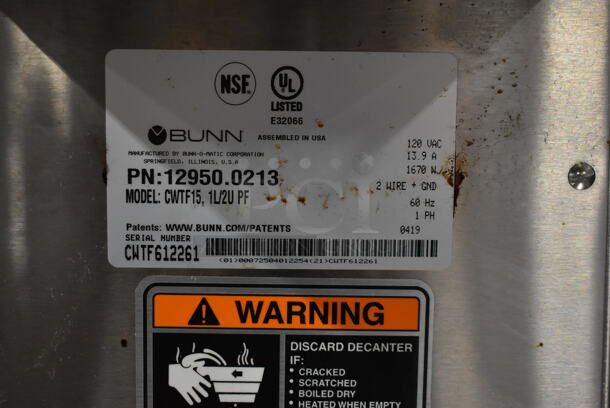 NSF®
UL®
LISTED
E32066
BUNN®
ASSEMBLED IN USA
MANUFACTURED BY BUNN-O-MATIC CORPORATION
SPRINGFIELD, ILLINOIS, U.S.A
PN:12950.0213
MODEL: CWTF15, 1L/2U PF
120 VAC
13.9 A
1670 W
2 WIRE + GND
60 Hz
1 PH
0419
PCI
Patents: WWW.BUNN.COM/PATENTS
SERIAL NUMBER
CWTF612261
(01)00072504012254(21)CWTF612261
WARNING
DISCARD DECANTER
IF:
• CRACKED
• SCRATCHED
• BOILED DRY
• HEATED WHEN EMPTY